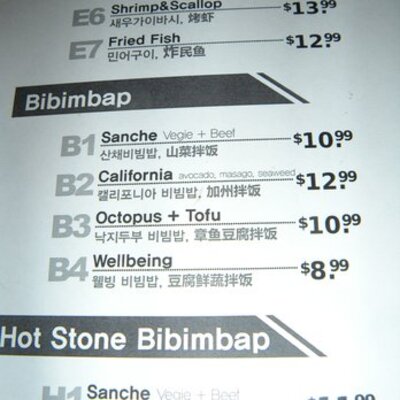 E6 Shrimp&Scallop $13.99
새우가이바시, 烤虾
E7 Fried Fish $12.99
민어구이, 炸民鱼
Bibimbap
B1 Sanche Vegie + Beef $10.99
산채비빔밥, 山菜拌饭
B2 California avocado, masago, seaweed $12.99
캘리포니아 비빔밥, 加州拌饭
B3 Octopus + Tofu $10.99
낙지두부 비빔밥, 章鱼豆腐拌饭
B4 Wellbeing $8.99
웰빙 비빔밥, 豆腐鲜蔬拌饭
Hot Stone Bibimbap
H1 Sanche Vegie + Beef